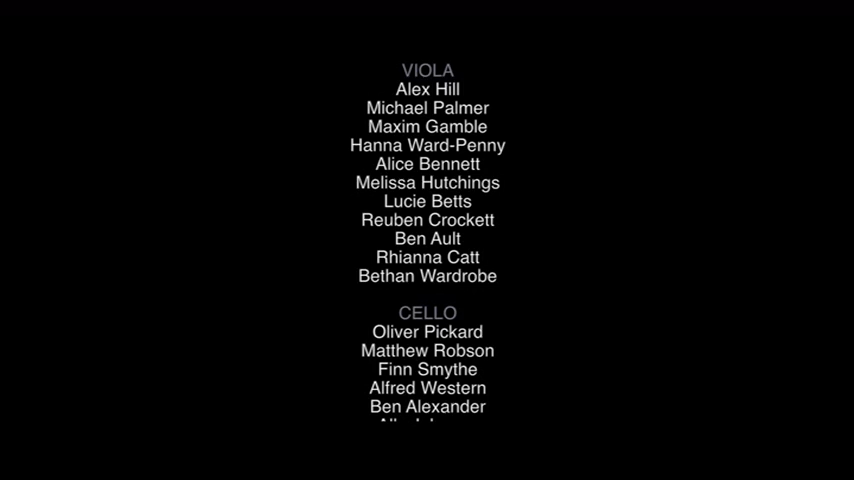 VIOLA
Alex Hill
Michael Palmer
Maxim Gamble
Hanna Ward-Penny
Alice Bennett
Melissa Hutchings
Lucie Betts
Reuben Crockett
Ben Ault
Rhianna Catt
Bethan Wardrobe
CELLO
Oliver Pickard
Matthew Robson
Finn Smythe
Alfred Western
Ben Alexander